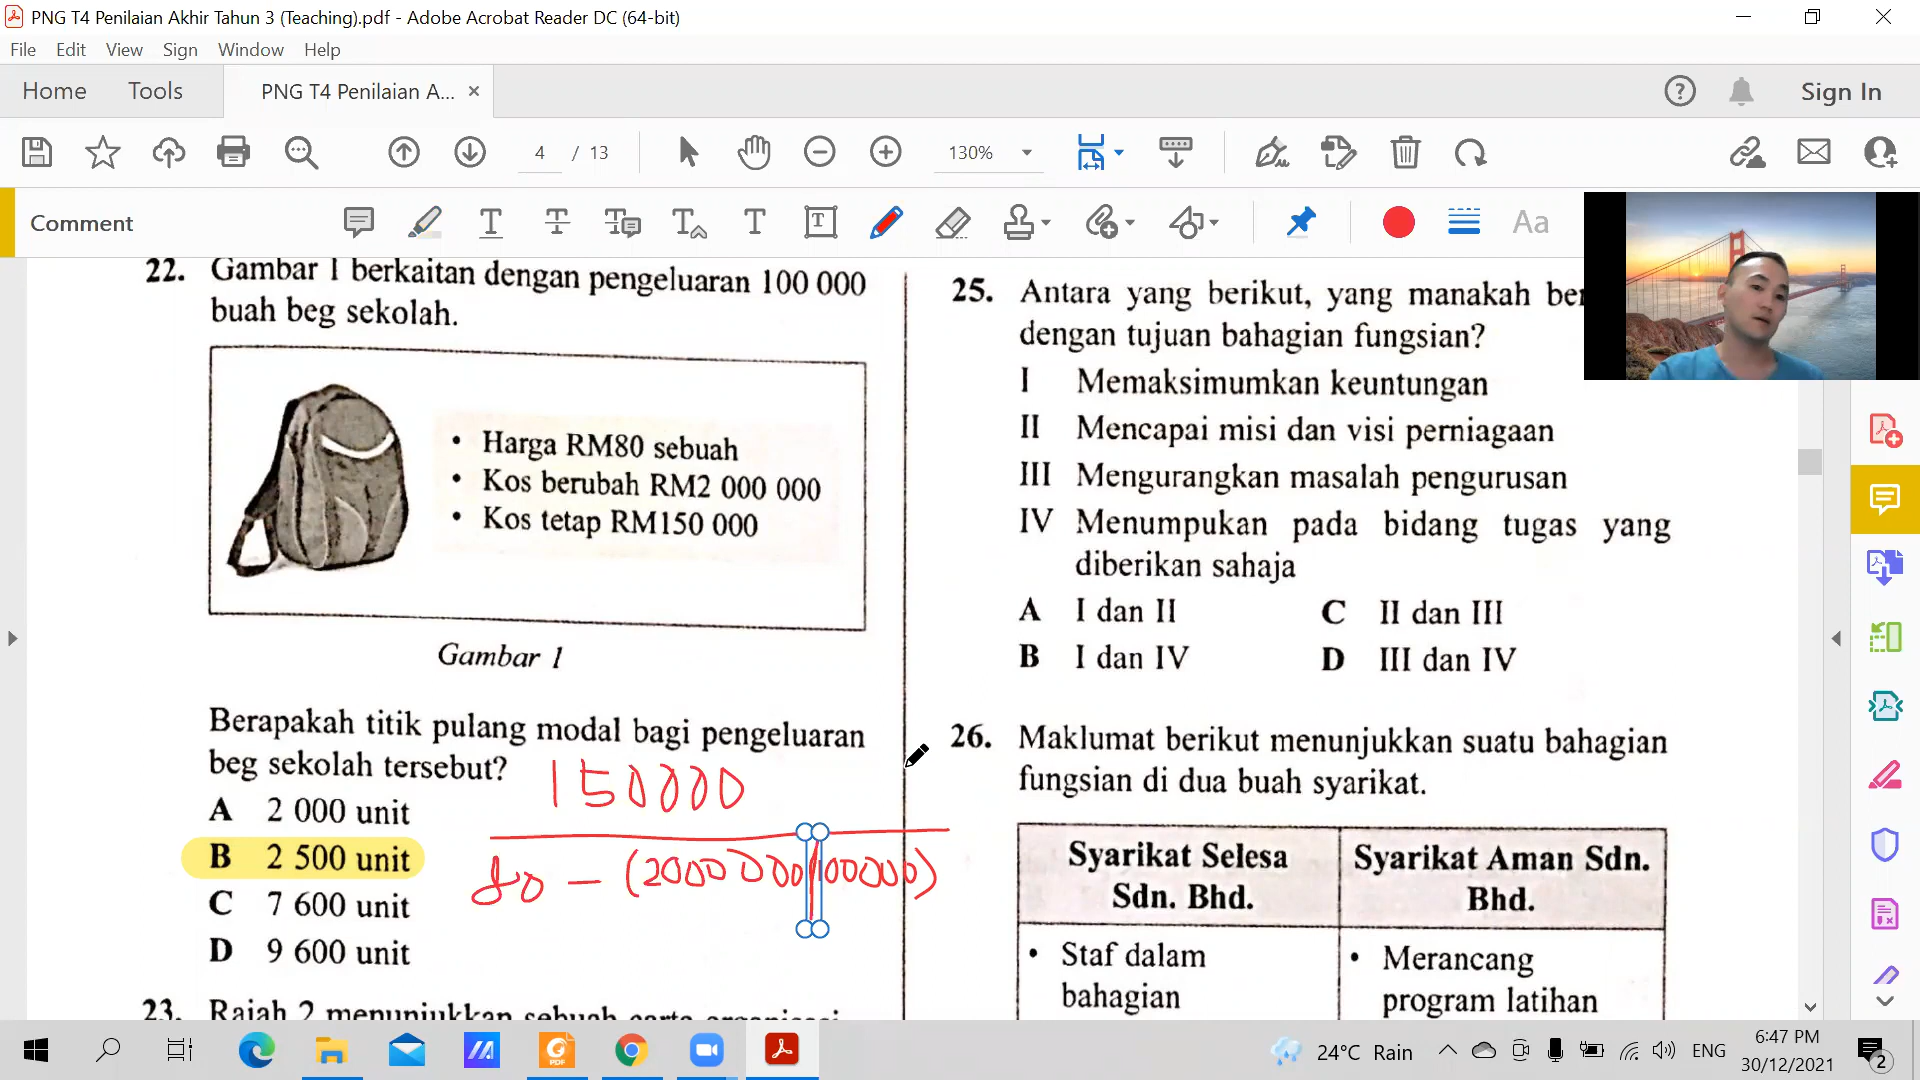 PNG T4 Penilaian Akhir Tahun 3 (Teaching).pdf - Adobe Acrobat Reader DC (64-bit)
File Edit View Sign Window Help
Home Tools PNG T4 Penilaian A... × Sign In
4 / 13 130%
Comment Aa
22. Gambar 1 berkaitan dengan pengeluaran 100 000
buah beg sekolah.
• Harga RM80 sebuah
• Kos berubah RM2 000 000
• Kos tetap RM150 000
Gambar 1
Berapakah titik pulang modal bagi pengeluaran
beg sekolah tersebut?
150000
80 - (2000000/100000)
A 2 000 unit
B 2 500 unit
C 7 600 unit
D 9 600 unit
23. Rajah 2 menunjukkan sebuah carta organisasi
25. Antara yang berikut, yang manakah
dengan tujuan bahagian fungsian?
I Memaksimumkan keuntungan
II Mencapai misi dan visi perniagaan
III Mengurangkan masalah pengurusan
IV Menumpukan pada bidang tugas yang
diberikan sahaja
A I dan II C II dan III
B I dan IV D III dan IV
26. Maklumat berikut menunjukkan suatu bahagian
fungsian di dua buah syarikat.
Syarikat Selesa
Sdn. Bhd.
Syarikat Aman Sdn.
Bhd.
• Staf dalam
bahagian
• Merancang
program latihan
24°C Rain ENG 6:47 PM
30/12/2021 2